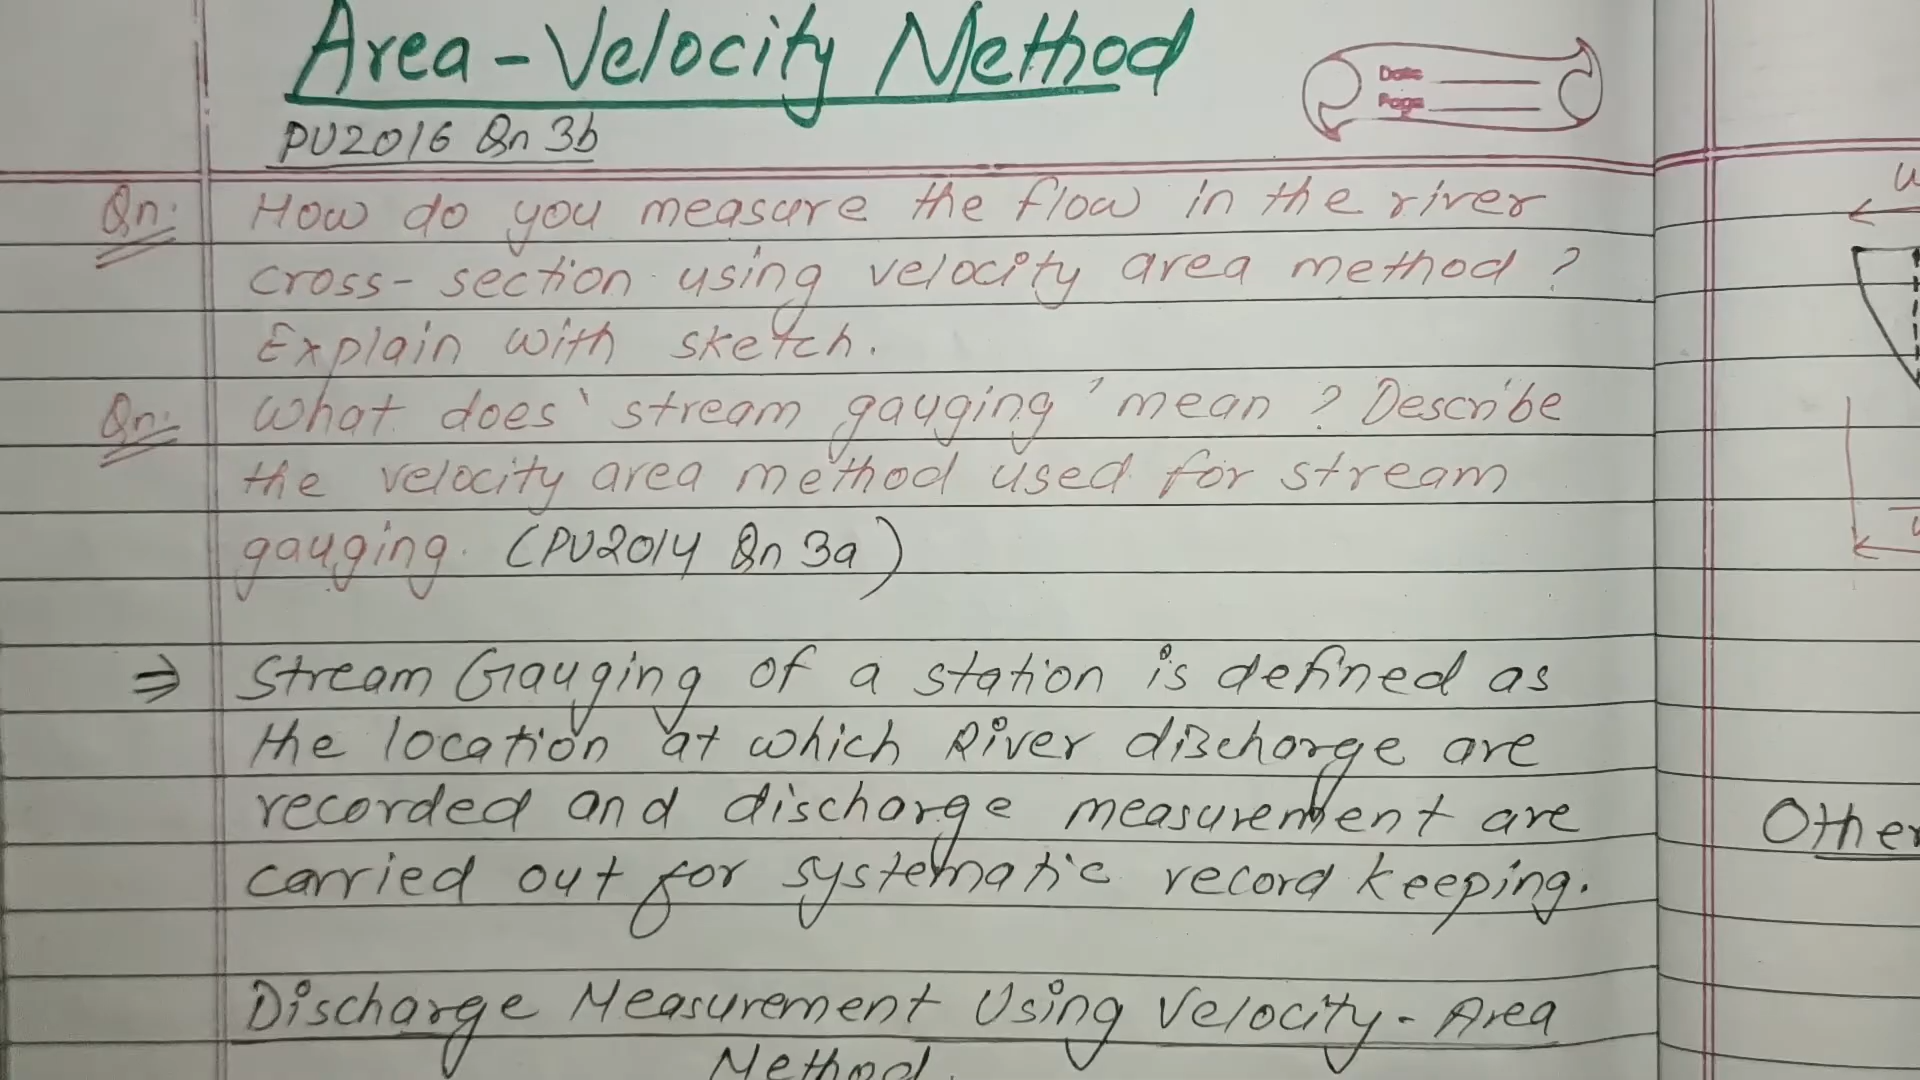 Area-Velocity Method
Date
Page
PU2016 Qn 3b
Qn: How do you measure the flow in the river
cross-section using velocity area method ?
Explain with sketch.
Qn: What does 'stream gauging' mean ? Describe
the velocity area method used for stream
gauging. (PU2014 Qn 3a)
⇒ Stream Gauging of a station is defined as
the location at which River discharge are
recorded and discharge measurement are
carried out for systematic record keeping.
Discharge Measurement Using Velocity-Area
Method.
Other